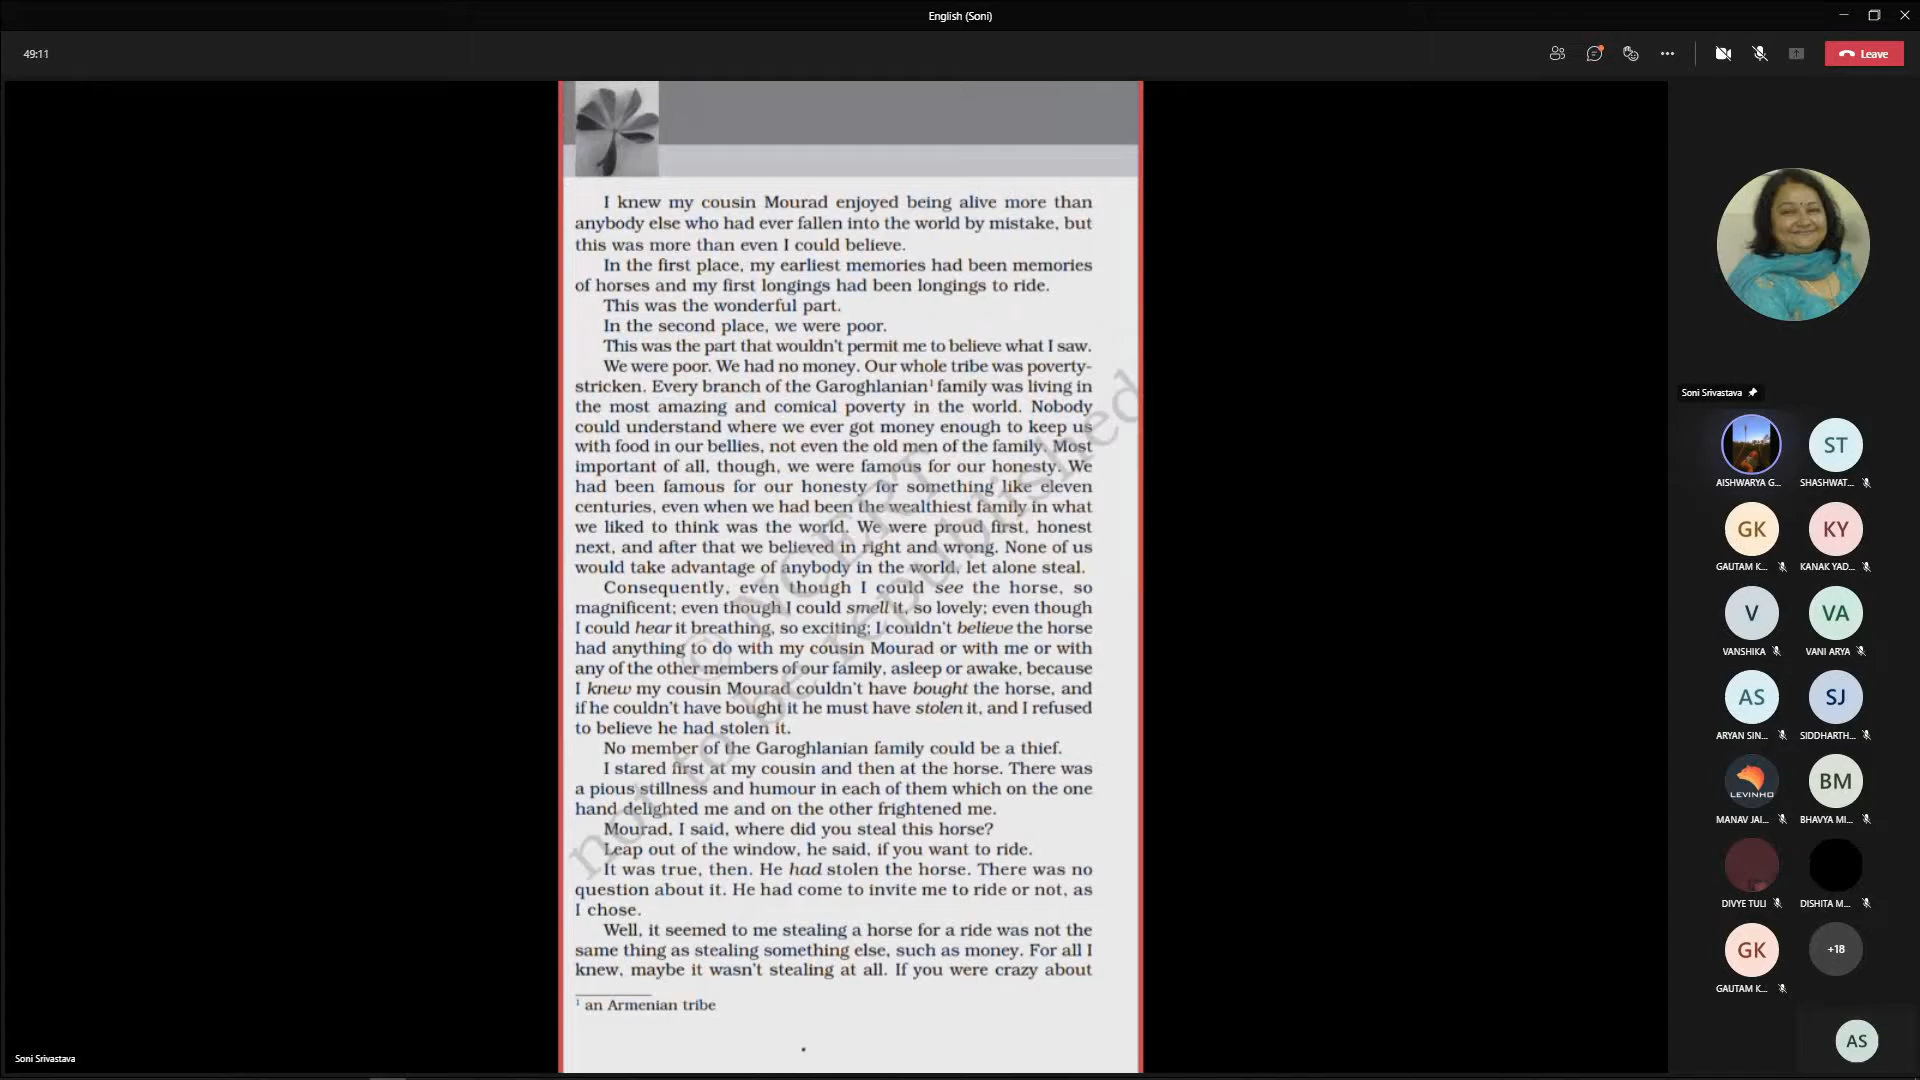 English (Soni)
49:11
Leave
I knew my cousin Mourad enjoyed being alive more than
anybody else who had ever fallen into the world by mistake, but
this was more than even I could believe.
In the first place, my earliest memories had been memories
of horses and my first longings had been longings to ride.
This was the wonderful part.
In the second place, we were poor.
This was the part that wouldn't permit me to believe what I saw.
We were poor. We had no money. Our whole tribe was poverty-
stricken. Every branch of the Garoghlanian¹ family was living in
the most amazing and comical poverty in the world. Nobody
could understand where we ever got money enough to keep us
with food in our bellies, not even the old men of the family. Most
important of all, though, we were famous for our honesty. We
had been famous for our honesty for something like eleven
centuries, even when we had been the wealthiest family in what
we liked to think was the world. We were proud first, honest
next, and after that we believed in right and wrong. None of us
would take advantage of anybody in the world, let alone steal.
Consequently, even though I could see the horse, so
magnificent; even though I could smell it, so lovely; even though
I could hear it breathing, so exciting; I couldn't believe the horse
had anything to do with my cousin Mourad or with me or with
any of the other members of our family, asleep or awake, because
I knew my cousin Mourad couldn't have bought the horse, and
if he couldn't have bought it he must have stolen it, and I refused
to believe he had stolen it.
No member of the Garoghlanian family could be a thief.
I stared first at my cousin and then at the horse. There was
a pious stillness and humour in each of them which on the one
hand delighted me and on the other frightened me.
Mourad, I said, where did you steal this horse?
Leap out of the window, he said, if you want to ride.
It was true, then. He had stolen the horse. There was no
question about it. He had come to invite me to ride or not, as
I chose.
Well, it seemed to me stealing a horse for a ride was not the
same thing as stealing something else, such as money. For all I
knew, maybe it wasn't stealing at all. If you were crazy about
¹ an Armenian tribe
© NCERT
not to be republished
Soni Srivastava
Soni Srivastava
AISHWARYA G...
ST
SHASHWAT...
GK
GAUTAM K...
KY
KANAK YAD...
V
VANSHIKA
VA
VANI ARYA
AS
ARYAN SIN...
SJ
SIDDHARTH...
LEVINHO
MANAV JAI...
BM
BHAVYA MI...
DIVYE TULI
DISHITA M...
GK
GAUTAM K...
+18
AS